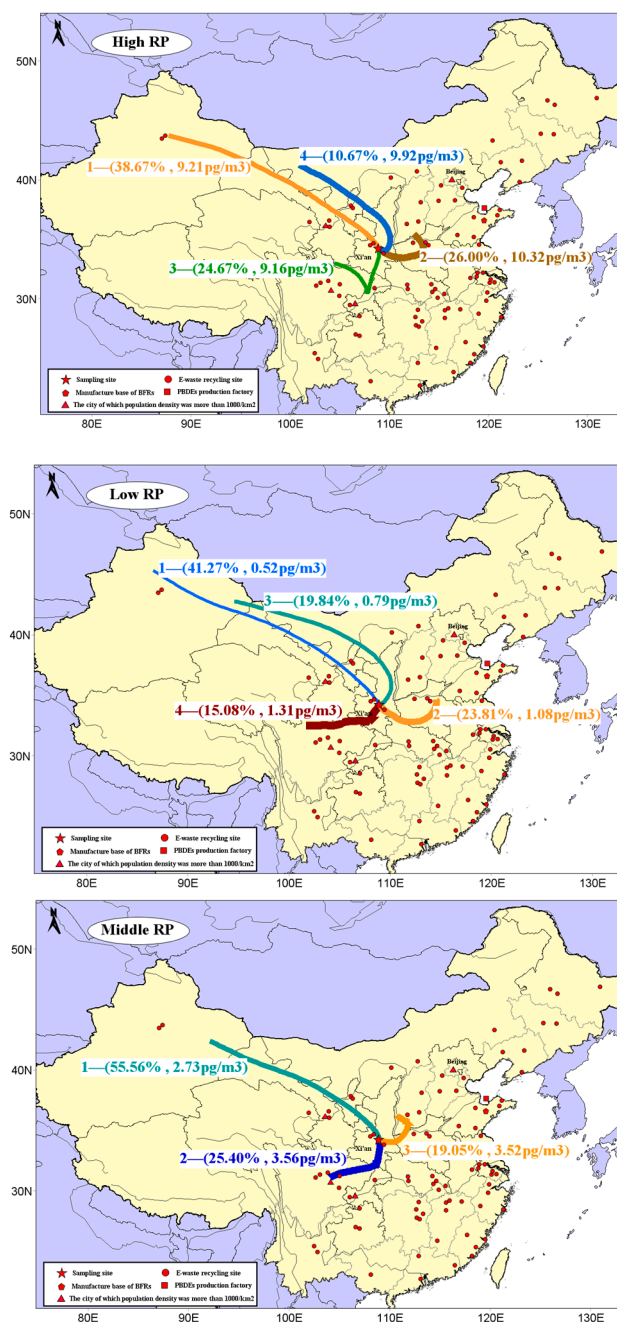 High RP
N
50N
4—(10.67% , 9.92pg/m3)
1—(38.67% , 9.21pg/m3)
40N
Beijing
Xi'an
2—(26.00% , 10.32pg/m3)
3—(24.67% , 9.16pg/m3)
30N
Sampling site
E-waste recycling site
Manufacture base of BFRs
PBDEs production factory
The city of which population density was more than 1000/km2
80E 90E 100E 110E 120E 130E
Low RP
N
50N
1—(41.27% , 0.52pg/m3)
3—(19.84% , 0.79pg/m3)
40N
Beijing
Xi'an
4—(15.08% , 1.31pg/m3)
2—(23.81% , 1.08pg/m3)
30N
Sampling site
E-waste recycling site
Manufacture base of BFRs
PBDEs production factory
The city of which population density was more than 1000/km2
80E 90E 100E 110E 120E 130E
Middle RP
N
50N
40N
Beijing
1—(55.56% , 2.73pg/m3)
Xi'an
2—(25.40% , 3.56pg/m3)
3—(19.05% , 3.52pg/m3)
30N
Sampling site
E-waste recycling site
Manufacture base of BFRs
PBDEs production factory
The city of which population density was more than 1000/km2
80E 90E 100E 110E 120E 130E